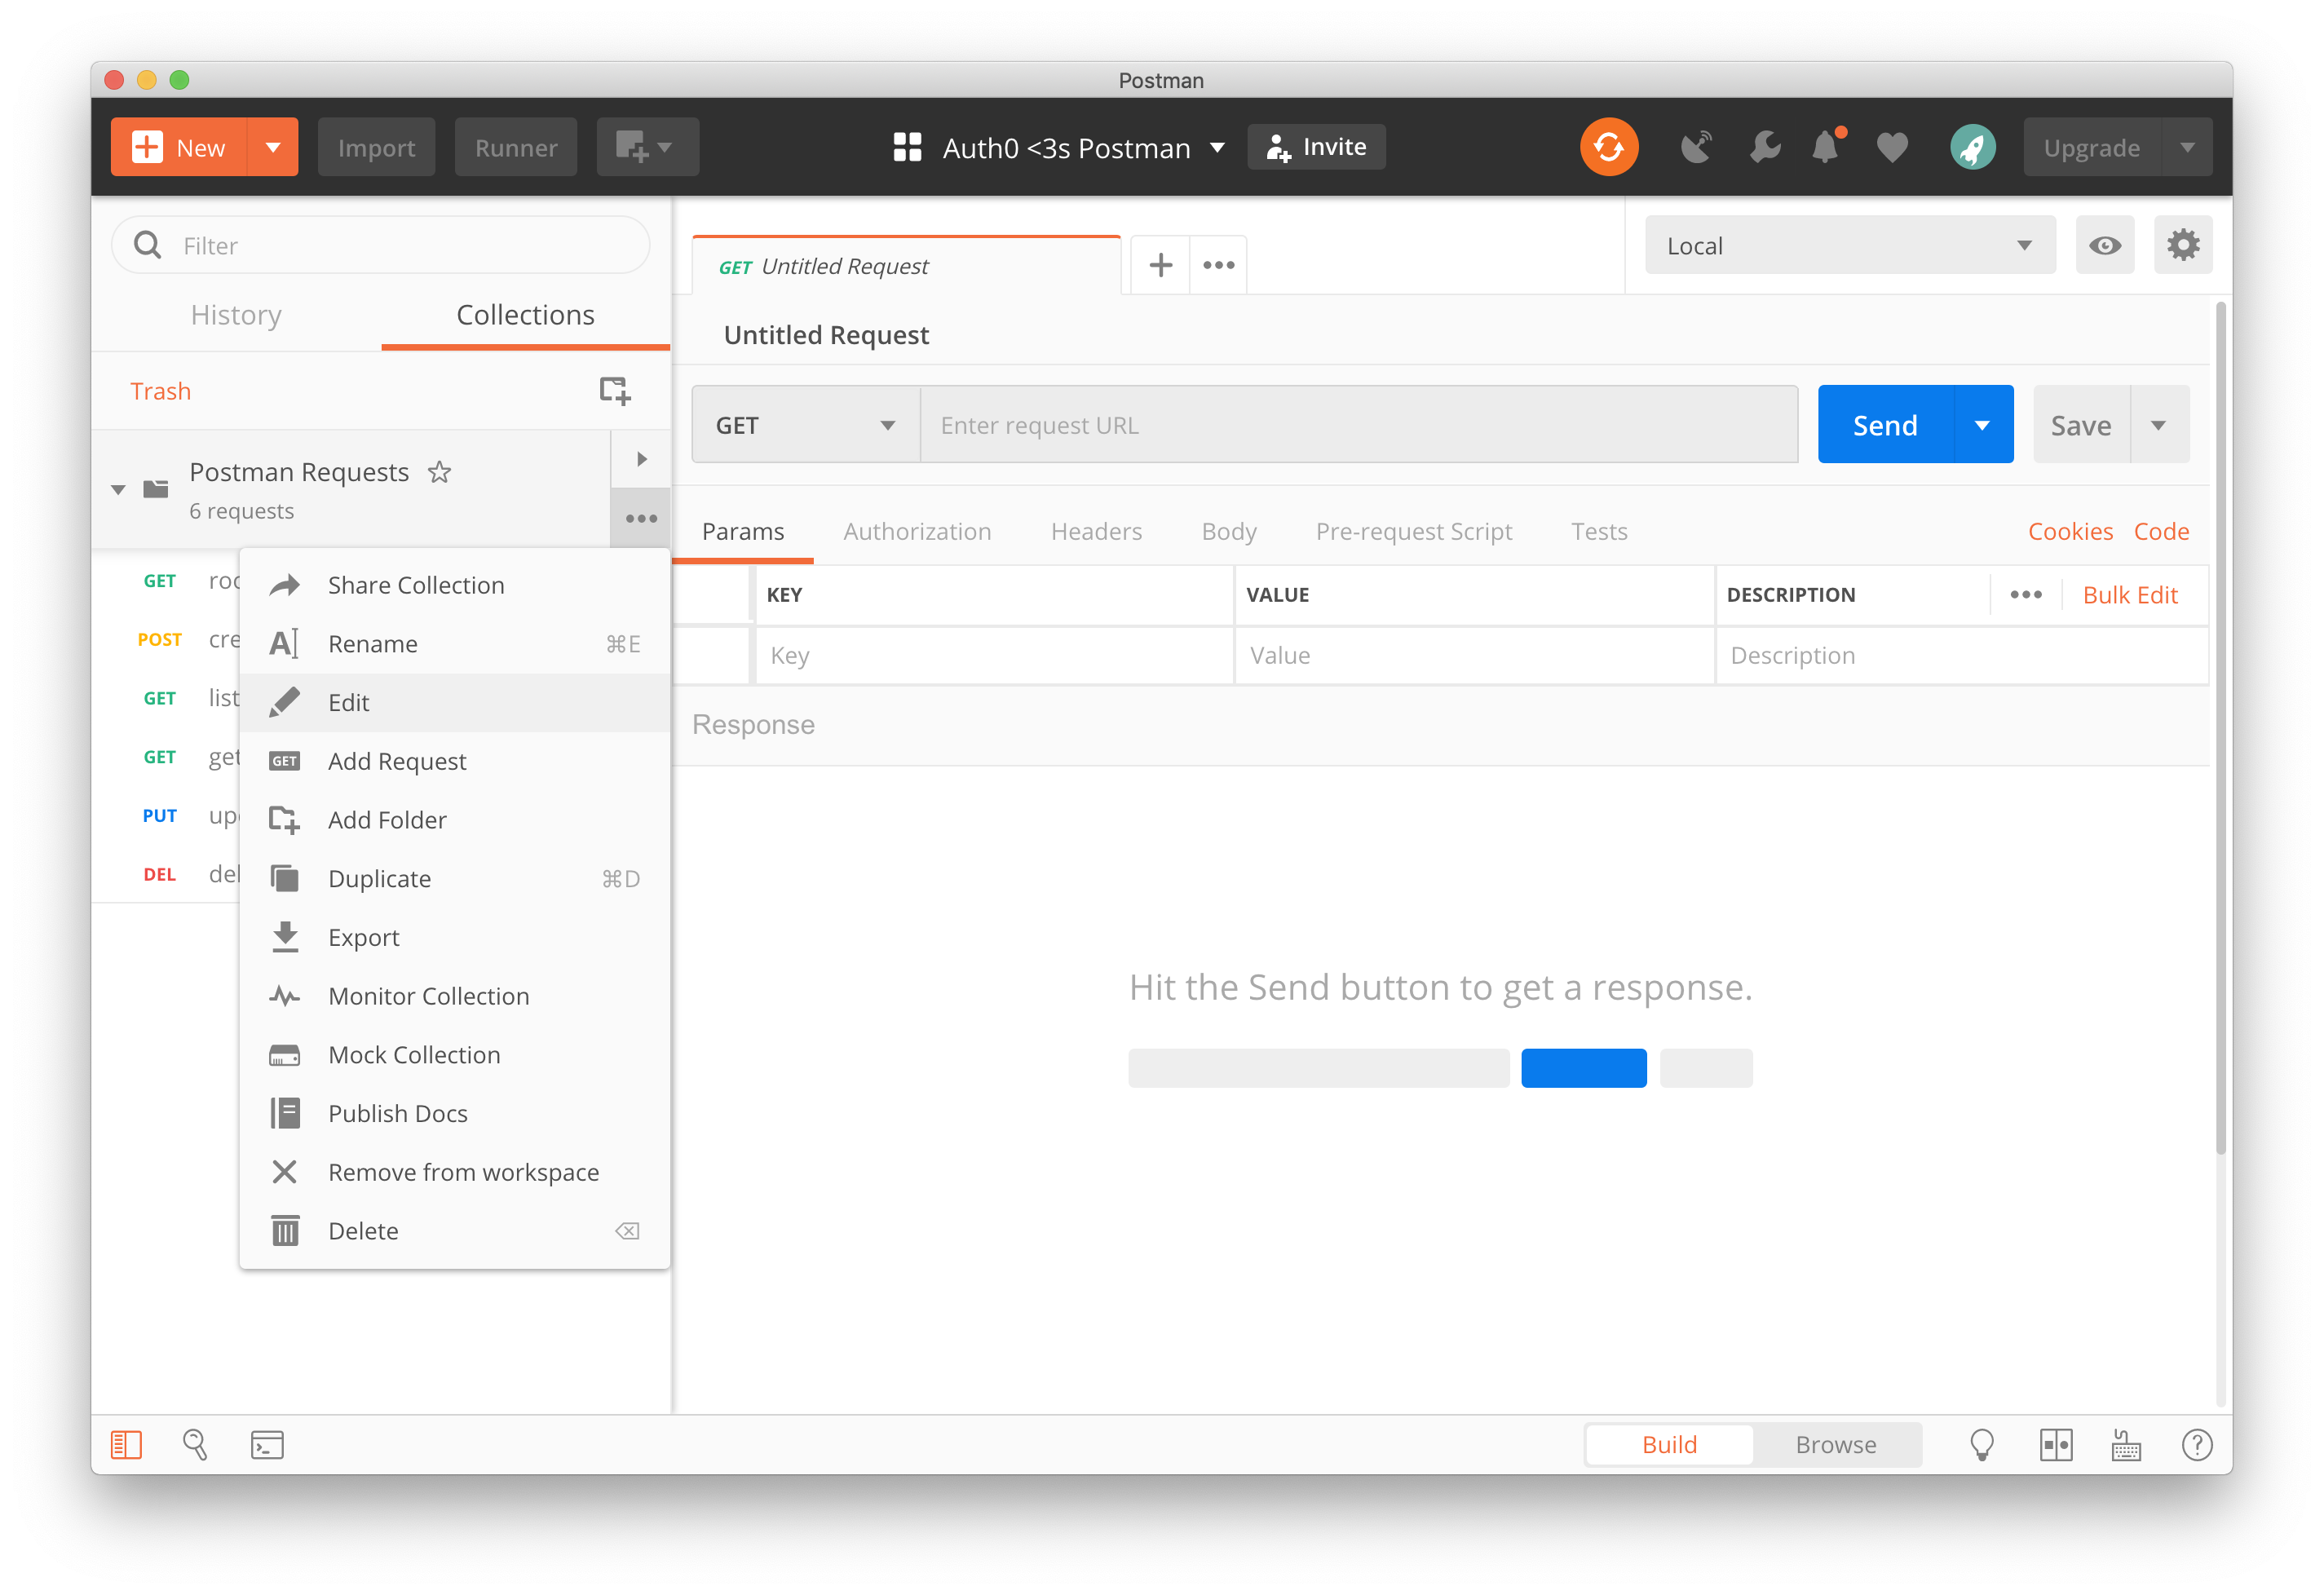 Postman
New
Import
Runner
Auth0 <3s Postman
Invite
Upgrade
Filter
History
Collections
Trash
Postman Requests
6 requests
GET roo
POST cre
GET list
GET get
PUT up
DEL del
Share Collection
Rename ⌘E
Edit
GET Add Request
Add Folder
Duplicate ⌘D
Export
Monitor Collection
Mock Collection
Publish Docs
Remove from workspace
Delete ⌫
GET Untitled Request
Local
Untitled Request
GET
Enter request URL
Send
Save
Params
Authorization
Headers
Body
Pre-request Script
Tests
Cookies
Code
KEY
VALUE
DESCRIPTION
Bulk Edit
Key
Value
Description
Response
Hit the Send button to get a response.
Build
Browse